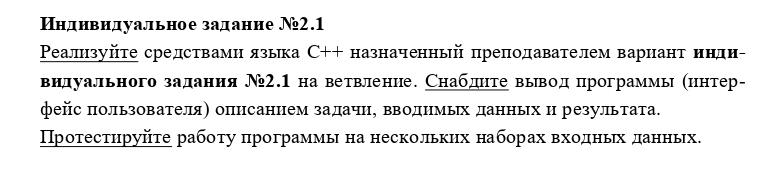 Индивидуальное задание №2.1
Реализуйте средствами языка С++ назначенный преподавателем вариант инди-
видуального задания №2.1 на ветвление. Снабдите вывод программы (интер-
фейс пользователя) описанием задачи, вводимых данных и результата.
Протестируйте работу программы на нескольких наборах входных данных.